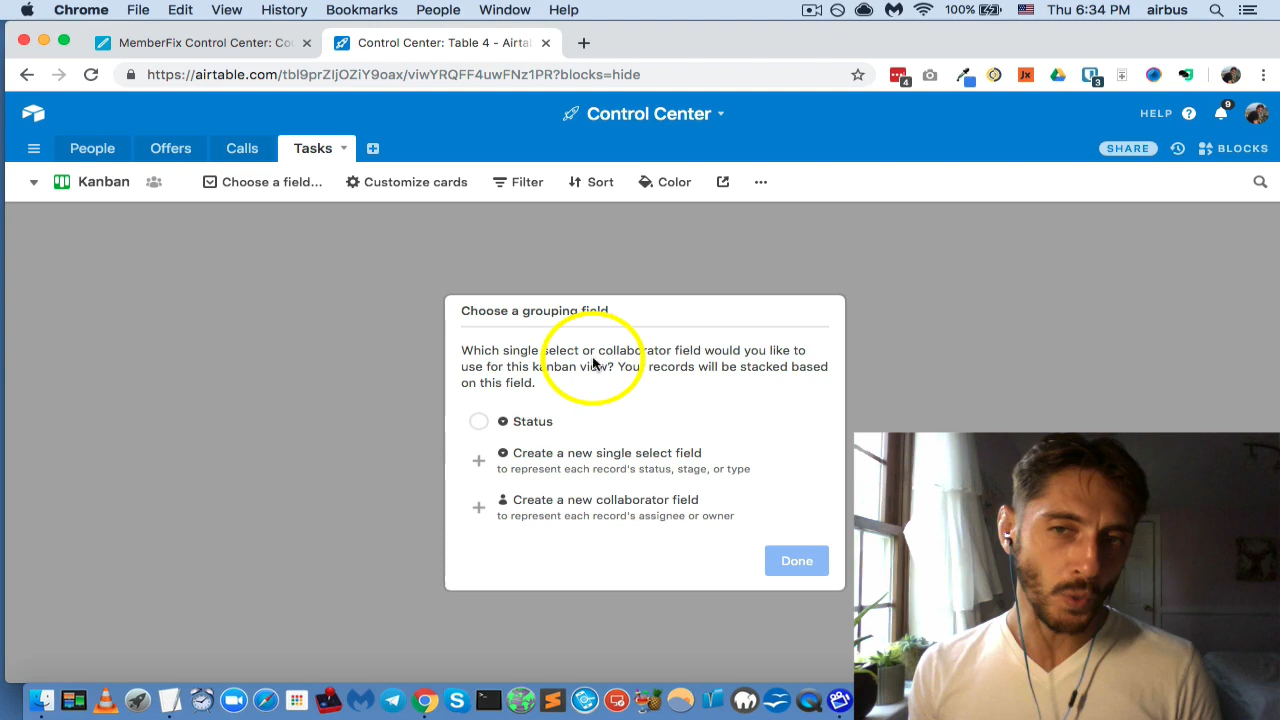 Chrome File Edit View History Bookmarks People Window Help 100% Thu 6:34 PM airbus
MemberFix Control Center: Co
Control Center: Table 4 - Airta
https://airtable.com/tbl9przIjOZiY9oax/viwYRQFF4uwFNz1PR?blocks=hide
4
3
Control Center
HELP
9
People Offers Calls Tasks
SHARE
BLOCKS
Kanban Choose a field... Customize cards Filter Sort Color
Choose a grouping field
Which single select or collaborator field would you like to
use for this kanban view? Your records will be stacked based
on this field.
Status
Create a new single select field
to represent each record's status, stage, or type
Create a new collaborator field
to represent each record's assignee or owner
Done